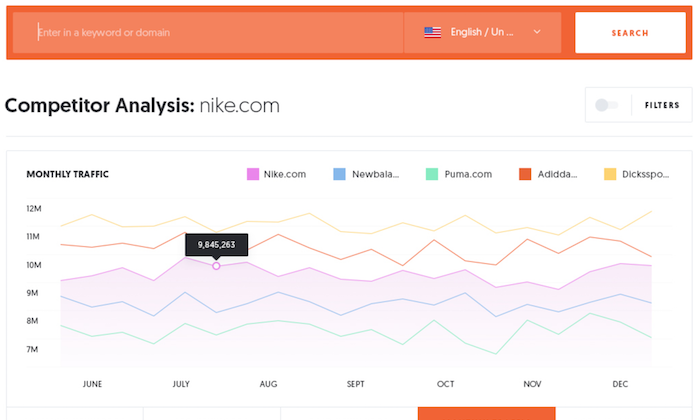 Enter in a keyword or domain
English / Un ...
SEARCH
Competitor Analysis: nike.com
FILTERS
MONTHLY TRAFFIC
Nike.com
Newbala...
Puma.com
Adidda...
Dicksspo...
12M
11M
9,845,263
10M
9M
8M
7M
JUNE
JULY
AUG
SEPT
OCT
NOV
DEC